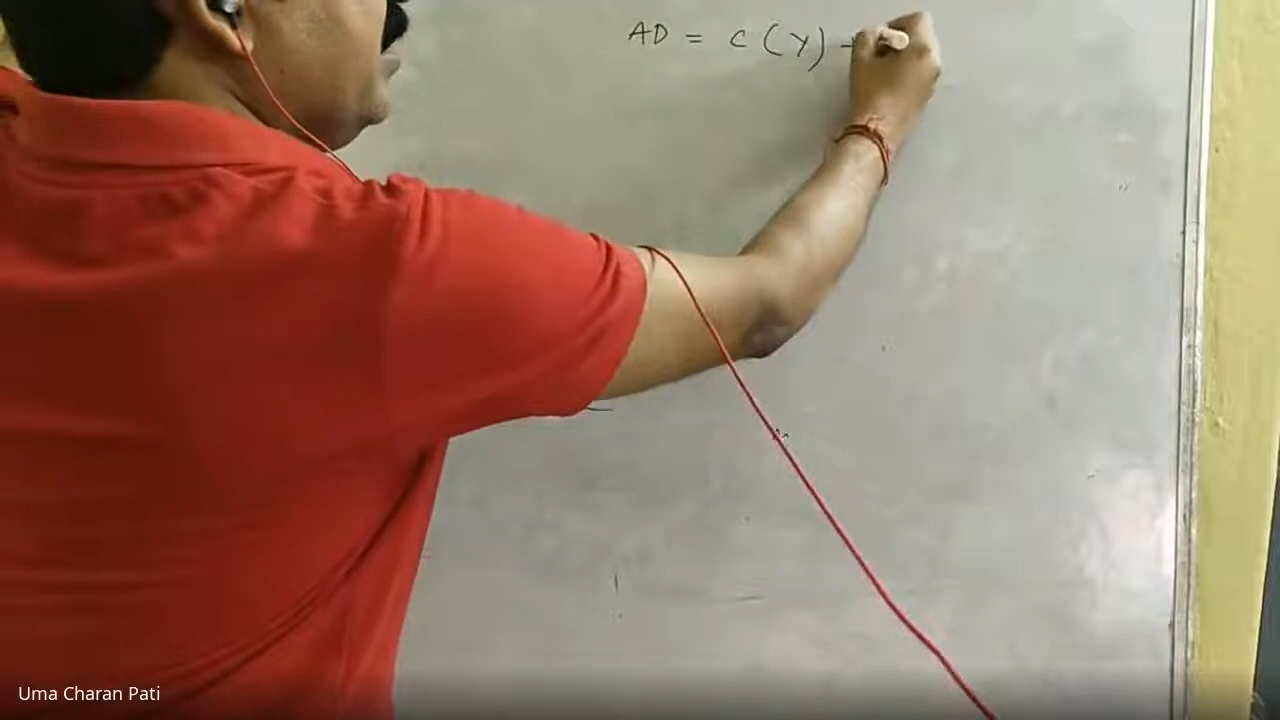 AD = C (Y) +
Uma Charan Pati